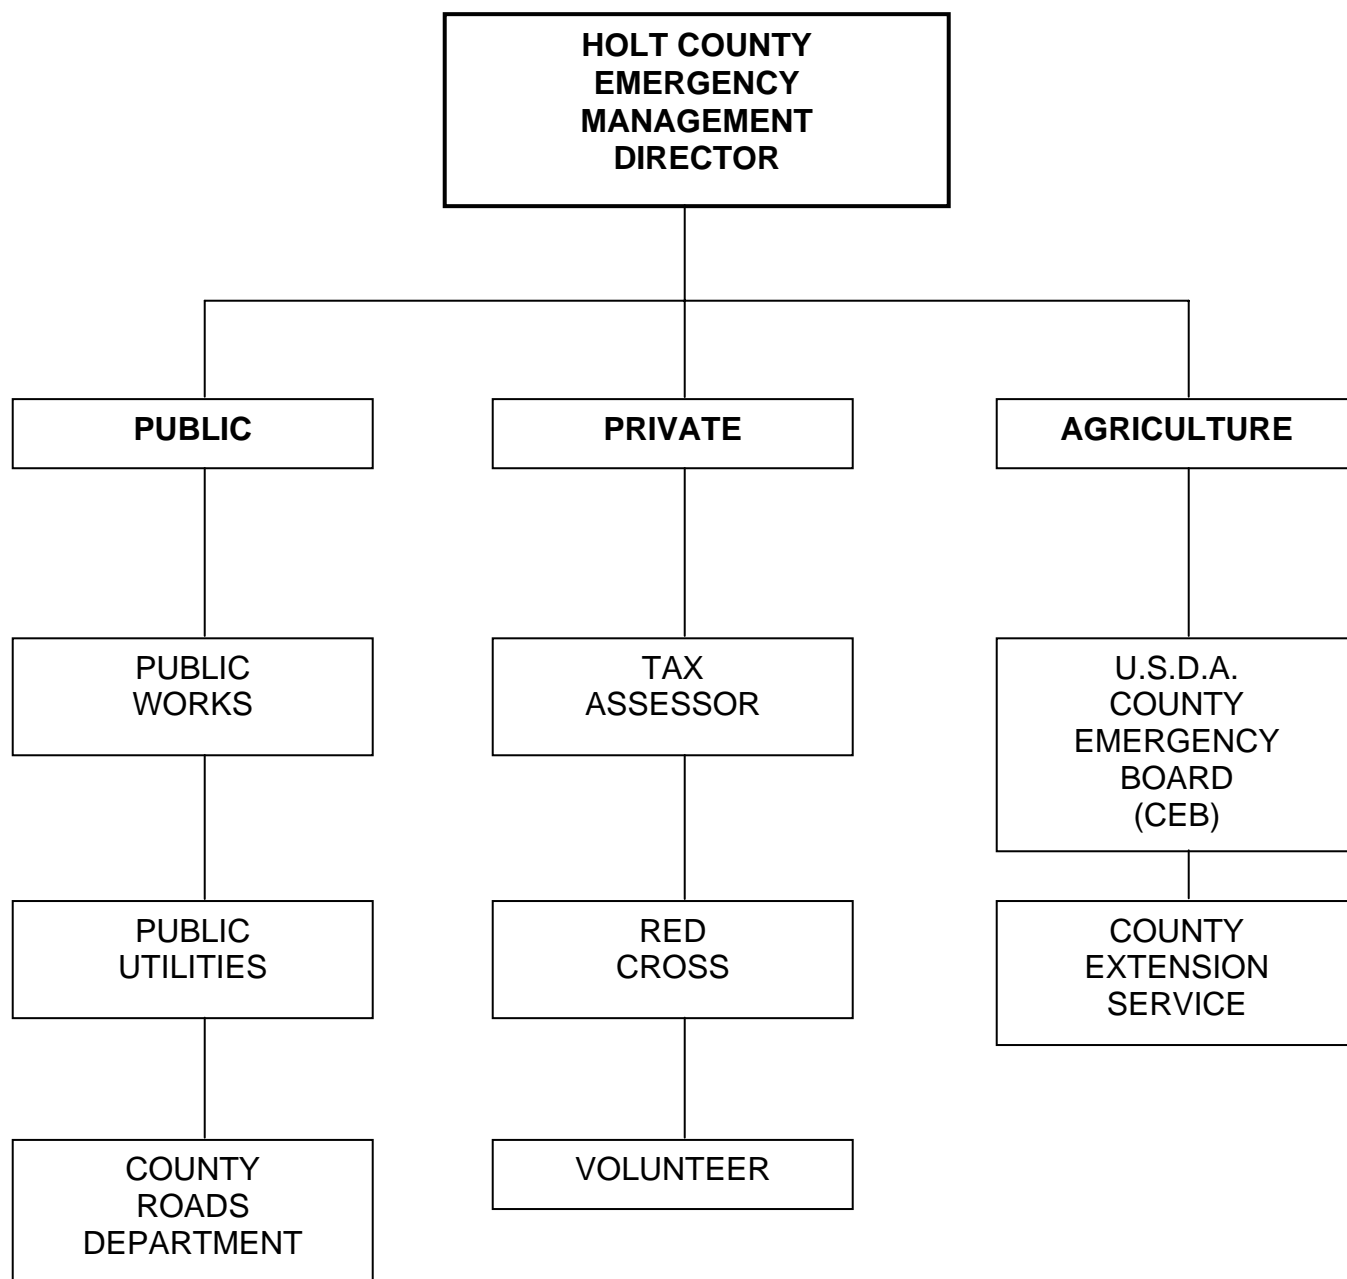 HOLT COUNTY
EMERGENCY
MANAGEMENT
DIRECTOR
PUBLIC
PRIVATE
AGRICULTURE
PUBLIC
WORKS
TAX
ASSESSOR
U.S.D.A.
COUNTY
EMERGENCY
BOARD
(CEB)
PUBLIC
UTILITIES
RED
CROSS
COUNTY
EXTENSION
SERVICE
COUNTY
ROADS
DEPARTMENT
VOLUNTEER